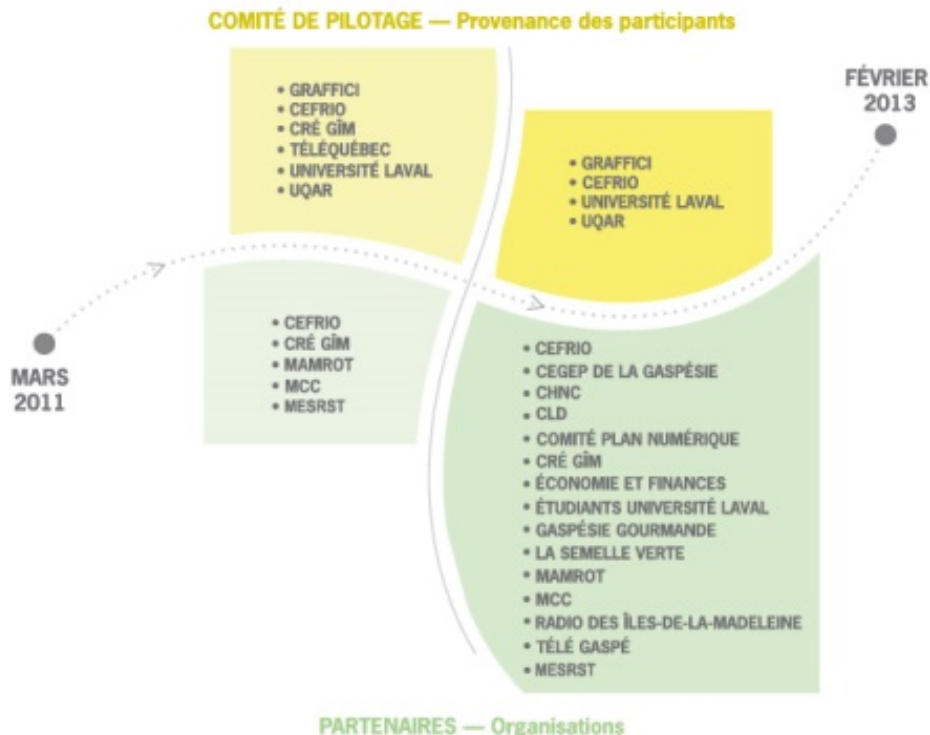 COMITÉ DE PILOTAGE — Provenance des participants
• GRAFFICI
• CEFRIO
• CRÉ GÎM
• TÉLÉQUÉBEC
• UNIVERSITÉ LAVAL
• UQAR
FÉVRIER
2013
• GRAFFICI
• CEFRIO
• UNIVERSITÉ LAVAL
• UQAR
MARS
2011
• CEFRIO
• CRÉ GÎM
• MAMROT
• MCC
• MESRST
• CEFRIO
• CEGEP DE LA GASPÉSIE
• CHNC
• CLD
• COMITÉ PLAN NUMÉRIQUE
• CRÉ GÎM
• ÉCONOMIE ET FINANCES
• ÉTUDIANTS UNIVERSITÉ LAVAL
• GASPÉSIE GOURMANDE
• LA SEMELLE VERTE
• MAMROT
• MCC
• RADIO DES ÎLES-DE-LA-MADELEINE
• TÉLÉ GASPÉ
• MESRST
PARTENAIRES — Organisations